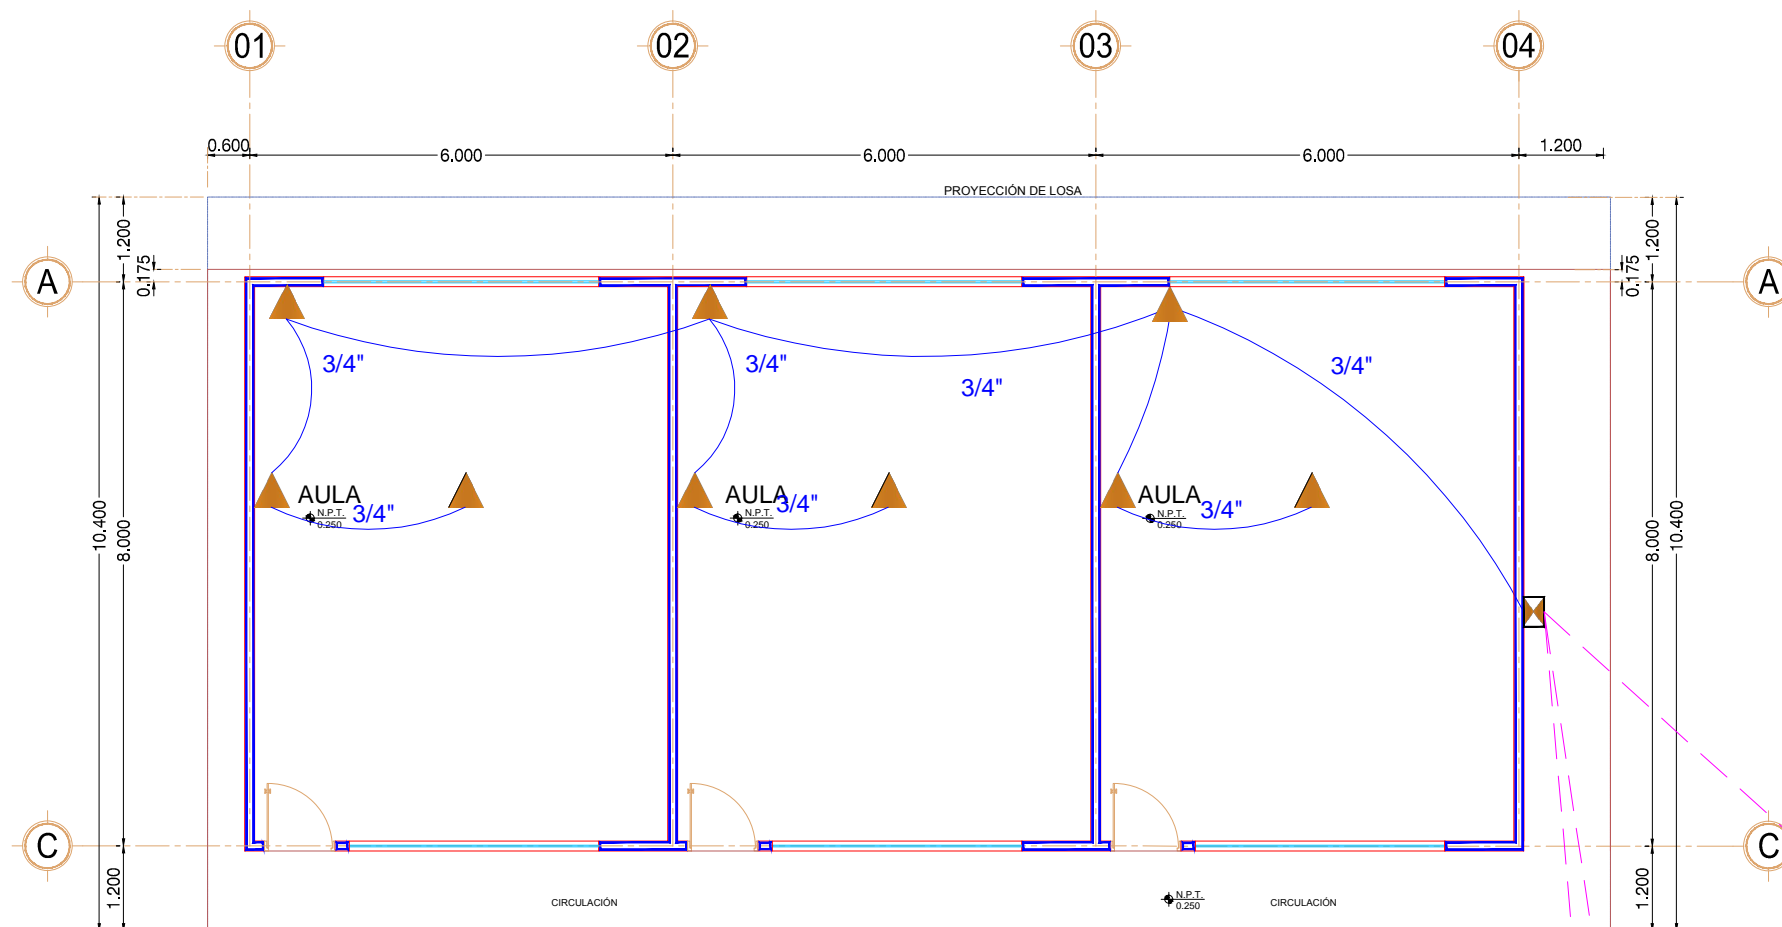 01
02
03
04
0.600
6.000
6.000
6.000
1.200
PROYECCIÓN DE LOSA
1.200
1.200
A
A
0.175
0.175
3/4"
3/4"
3/4"
3/4"
AULA
AULA
AULA
3/4"
3/4"
3/4"
N.P.T.
0.250
N.P.T.
0.250
N.P.T.
0.250
10.400
8.000
8.000
10.400
C
C
1.200
1.200
CIRCULACIÓN
N.P.T.
0.250
CIRCULACIÓN